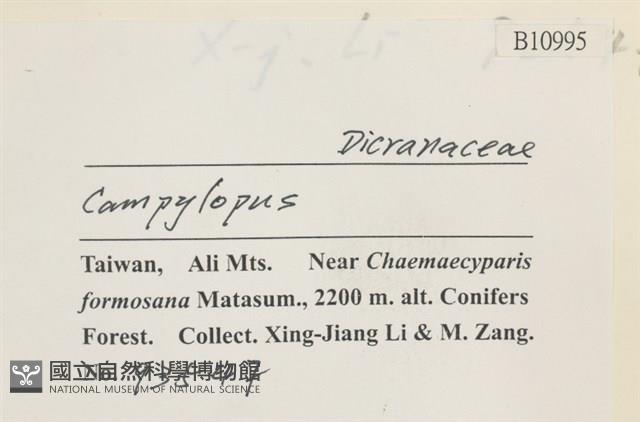 B10995
Dicranaceae
Campylopus
Taiwan, Ali Mts. Near Chaemaecyparis
formosana Matasum., 2200 m. alt. Conifers
Forest. Collect. Xing-Jiang Li & M. Zang.
國立自然科學博物館
NATIONAL MUSEUM OF NATURAL SCIENCE